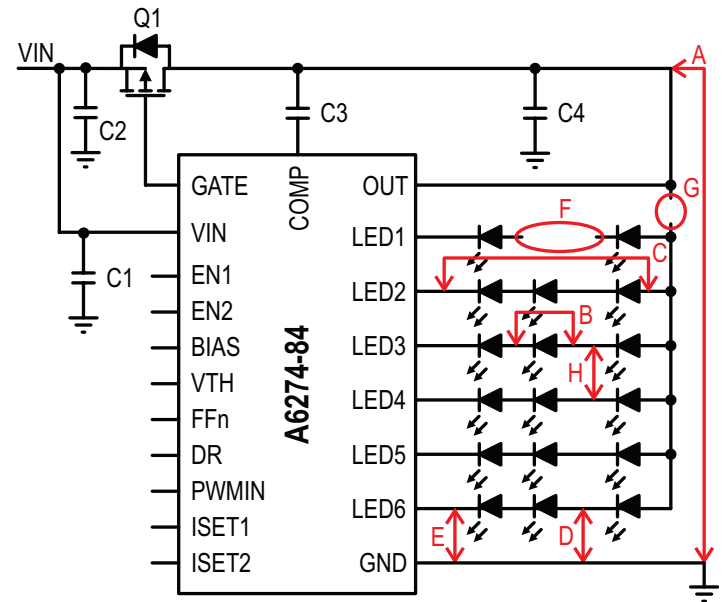 Q1
VIN
A
C2
C3
C4
GATE
COMP
OUT
G
F
VIN
LED1
C
C1
EN1
LED2
EN2
B
BIAS
LED3
A6274-84
H
VTH
LED4
FFn
DR
LED5
PWMIN
LED6
ISET1
E
D
ISET2
GND